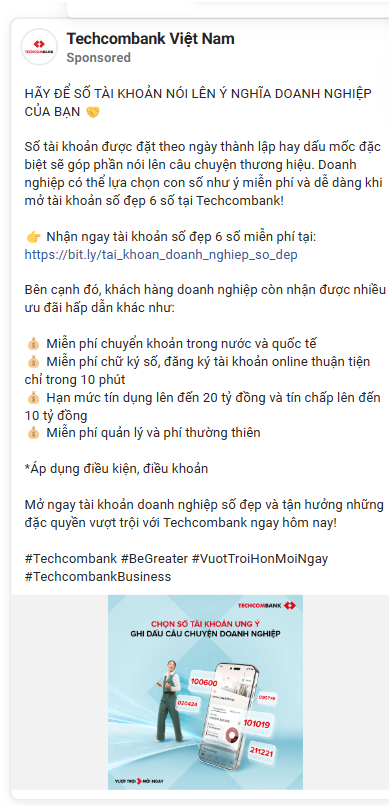 Techcombank Việt Nam
Sponsored
HÃY ĐỂ SỐ TÀI KHOẢN NÓI LÊN Ý NGHĨA DOANH NGHIỆP
CỦA BẠN 🤝
Số tài khoản được đặt theo ngày thành lập hay dấu mốc đặc
biệt sẽ góp phần nói lên câu chuyện thương hiệu. Doanh
nghiệp có thể lựa chọn con số như ý miễn phí và dễ dàng khi
mở tài khoản số đẹp 6 số tại Techcombank!
👉 Nhận ngay tài khoản số đẹp 6 số miễn phí tại:
https://bit.ly/tai_khoan_doanh_nghiep_so_dep
Bên cạnh đó, khách hàng doanh nghiệp còn nhận được nhiều
ưu đãi hấp dẫn khác như:
💰 Miễn phí chuyển khoản trong nước và quốc tế
💰 Miễn phí chữ ký số, đăng ký tài khoản online thuận tiện
chỉ trong 10 phút
💰 Hạn mức tín dụng lên đến 20 tỷ đồng và tín chấp lên đến
10 tỷ đồng
💰 Miễn phí quản lý và phí thường thiên
*Áp dụng điều kiện, điều khoản
Mở ngay tài khoản doanh nghiệp số đẹp và tận hưởng những
đặc quyền vượt trội với Techcombank ngay hôm nay!
#Techcombank #BeGreater #VuotTroiHonMoiNgay
#TechcombankBusiness
TECHCOMBANK
CHỌN SỐ TÀI KHOẢN ƯNG Ý
GHI DẤU CÂU CHUYỆN DOANH NGHIỆP
100600
020424
101019
211221
VƯỢT TRỘI MỖI NGÀY